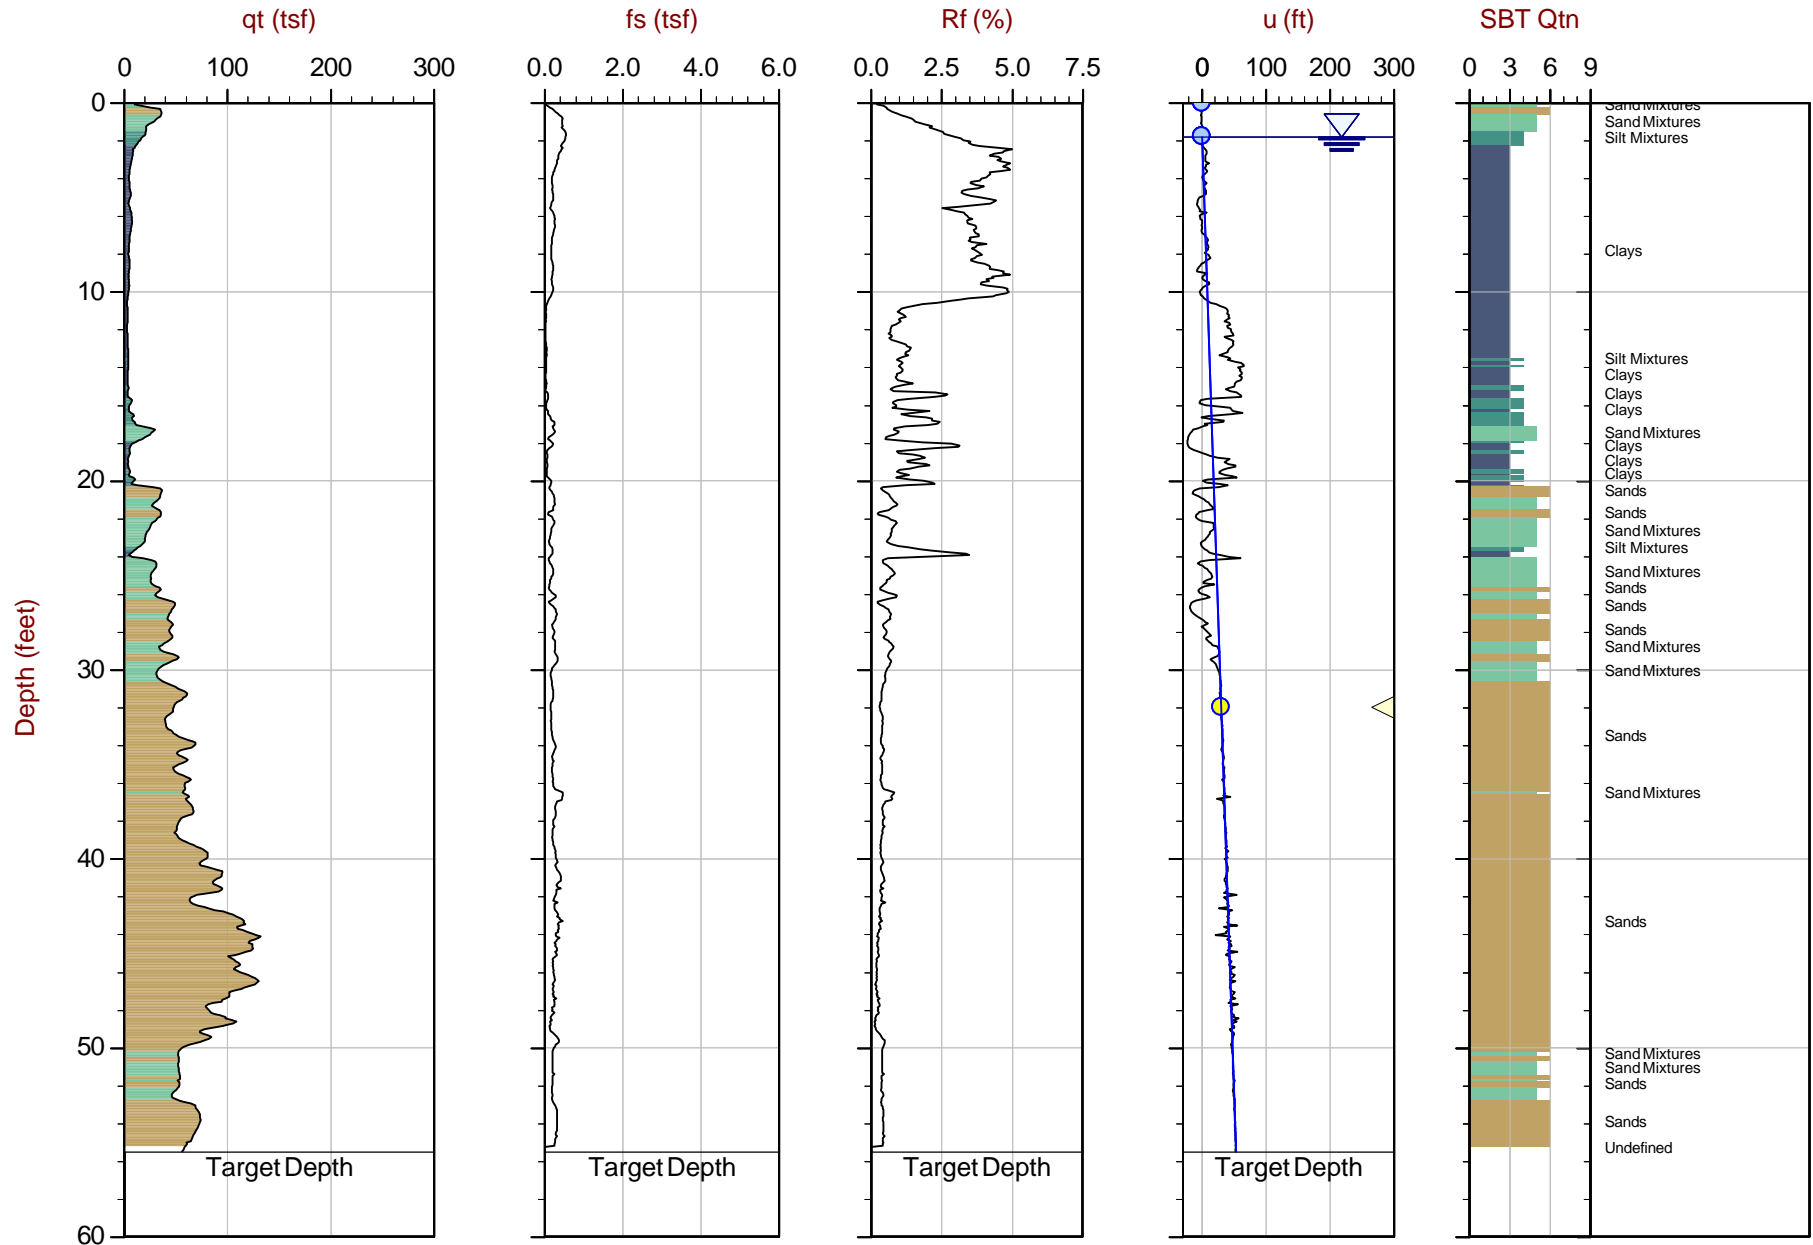 qt (tsf) fs (tsf) Rf (%) u (ft) SBT Qtn
0 100 200 300 0.0 2.0 4.0 6.0 0.0 2.5 5.0 7.5 0 100 200 300 0 3 6 9
Depth (feet)
0
10
20
30
40
50
60
Sand Mixtures
Sand Mixtures
Silt Mixtures
Clays
Silt Mixtures
Clays
Clays
Clays
Sand Mixtures
Clays
Clays
Clays
Sands
Sands
Sand Mixtures
Silt Mixtures
Sand Mixtures
Sands
Sands
Sands
Sand Mixtures
Sand Mixtures
Sands
Sand Mixtures
Sands
Sand Mixtures
Sand Mixtures
Sands
Sands
Undefined
Target Depth Target Depth Target Depth Target Depth